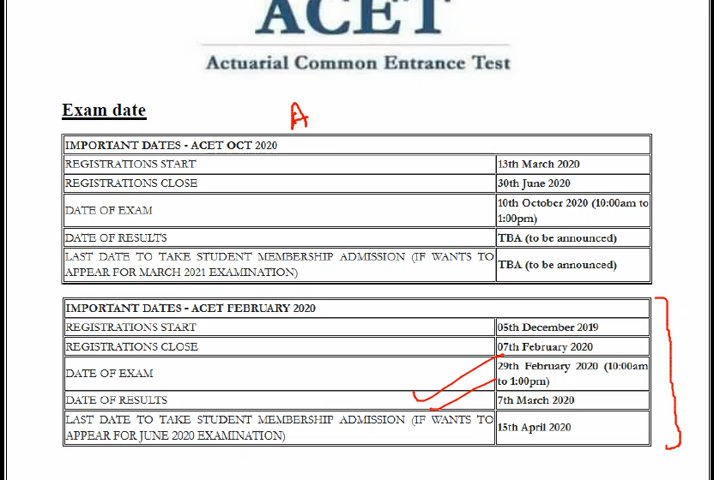 ACET
Actuarial Common Entrance Test
Exam date
A
IMPORTANT DATES - ACET OCT 2020
REGISTRATIONS START 13th March 2020
REGISTRATIONS CLOSE 30th June 2020
DATE OF EXAM 10th October 2020 (10:00am to
1:00pm)
DATE OF RESULTS TBA (to be announced)
LAST DATE TO TAKE STUDENT MEMBERSHIP ADMISSION (IF WANTS TO
APPEAR FOR MARCH 2021 EXAMINATION) TBA (to be announced)
IMPORTANT DATES - ACET FEBRUARY 2020
REGISTRATIONS START 05th December 2019
REGISTRATIONS CLOSE 07th February 2020
DATE OF EXAM 29th February 2020 (10:00am
to 1:00pm)
DATE OF RESULTS 7th March 2020
LAST DATE TO TAKE STUDENT MEMBERSHIP ADMISSION (IF WANTS TO
APPEAR FOR JUNE 2020 EXAMINATION) 15th April 2020